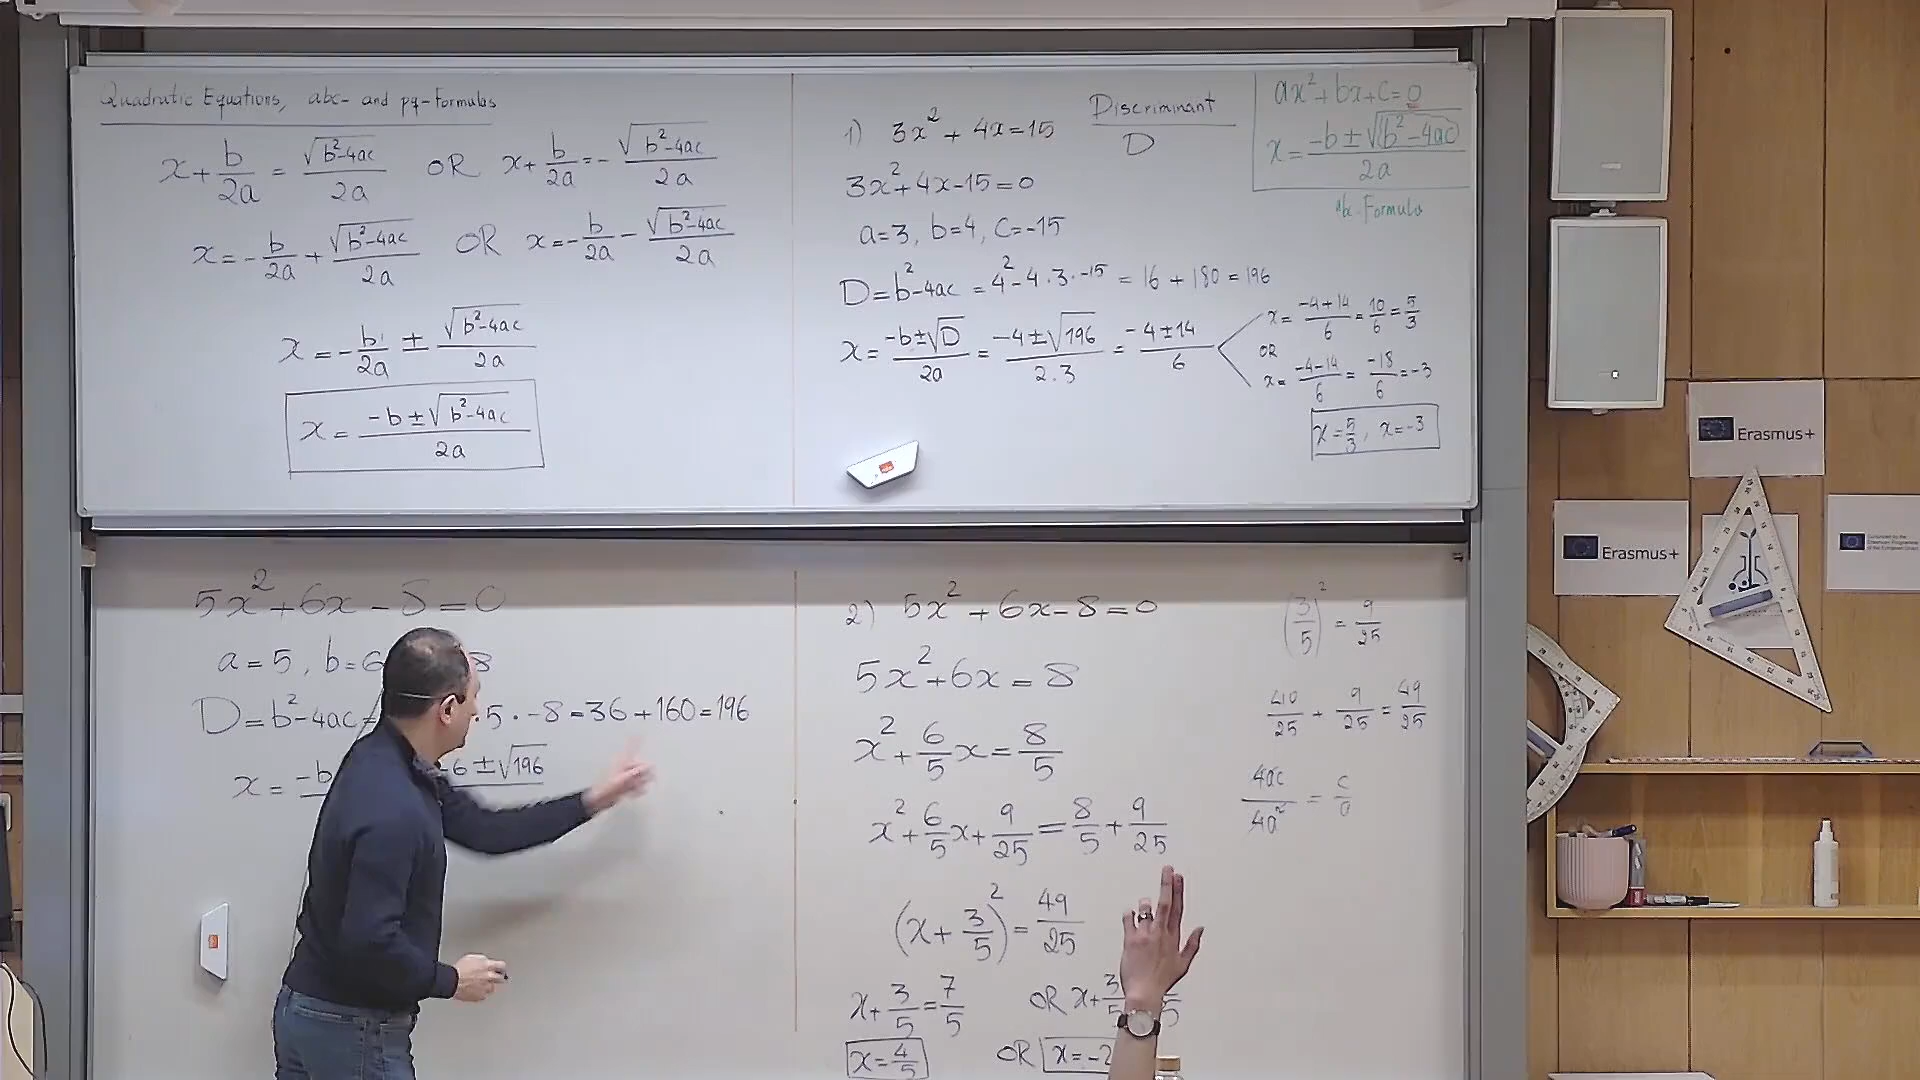 Quadratic Equations, abc- and pq-Formulas
x + b/2a = √(b²-4ac)/2a OR x + b/2a = - √(b²-4ac)/2a
x = - b/2a + √(b²-4ac)/2a OR x = - b/2a - √(b²-4ac)/2a
x = - b/2a ± √(b²-4ac)/2a
x = (-b ± √(b²-4ac))/2a
1) 3x² + 4x = 15
3x² + 4x - 15 = 0
a = 3, b = 4, c = -15
D = b² - 4ac = 4² - 4 · 3 · -15 = 16 + 180 = 196
x = (-b ± √D)/2a = (-4 ± √196)/(2.3) = (-4 ± 14)/6
x = (-4+14)/6 = 10/6 = 5/3
OR
x = (-4-14)/6 = -18/6 = -3
x = 5/3, x = -3
Discriminant
D
ax² + bx + c = 0
x = (-b ± √(b²-4ac))/2a
abc-Formula
5x² + 6x - 8 = 0
a = 5, b = 6 8
D = b² - 4ac = · 5 · -8 = 36 + 160 = 196
x = -b -6 ± √196
2) 5x² + 6x - 8 = 0
5x² + 6x = 8
x² + 6/5 x = 8/5
x² + 6/5 x + 9/25 = 8/5 + 9/25
(x + 3/5)² = 49/25
x + 3/5 = 7/5 OR x + 3/5
x = 4/5 OR x = -2
(3/5)² = 9/25
40/25 + 9/25 = 49/25
4ac/4a² = c/a
Erasmus+
Erasmus+